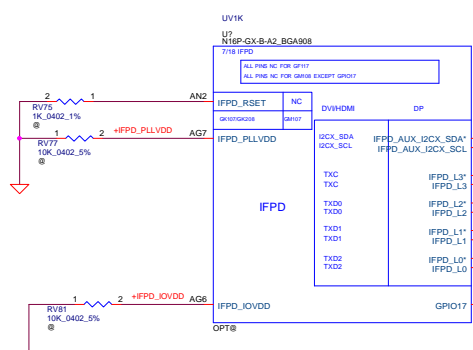 UV1K
U?
N16P-GX-B-A2_BGA908
7/18 IFPD
ALL PINS NC FOR GF117
ALL PINS NC FOR GM108 EXCEPT GPIO17
2 1 AN2 IFPD_RSET NC DVI/HDMI DP
RV75
1K_0402_1%
@
GK107/GK208 GM107
1 2 +IFPD_PLLVDD AG7 IFPD_PLLVDD
RV77
10K_0402_5%
@
I2CX_SDA IFPD_AUX_I2CX_SDA*
I2CX_SCL IFPD_AUX_I2CX_SCL
TXC IFPD_L3*
TXC IFPD_L3
IFPD
TXD0 IFPD_L2*
TXD0 IFPD_L2
TXD1 IFPD_L1*
TXD1 IFPD_L1
TXD2 IFPD_L0*
TXD2 IFPD_L0
1 2 +IFPD_IOVDD AG6 IFPD_IOVDD GPIO17
RV81
10K_0402_5%
@
OPT@